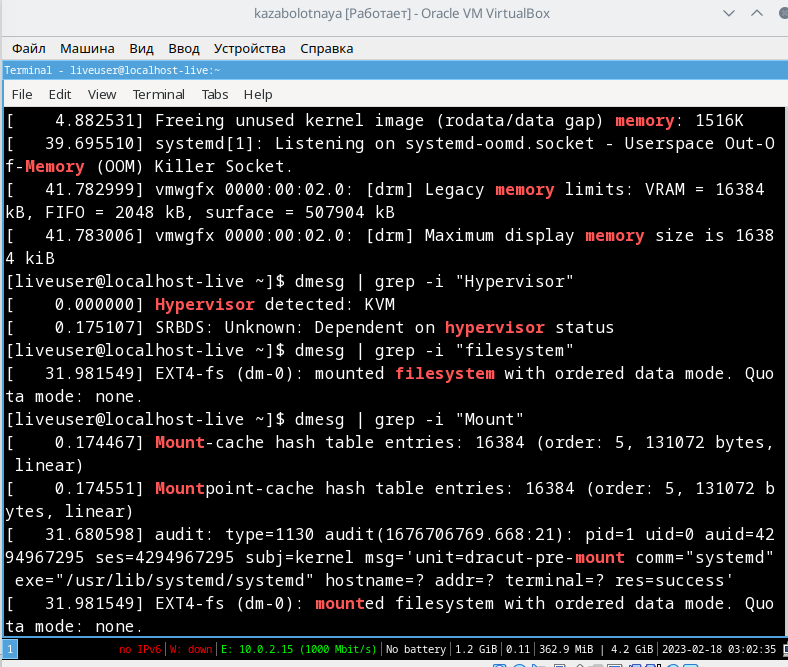 kazabolotnaya [Работает] - Oracle VM VirtualBox
Файл Машина Вид Ввод Устройства Справка
Terminal - liveuser@localhost-live:~
File Edit View Terminal Tabs Help
[    4.882531] Freeing unused kernel image (rodata/data gap) memory: 1516K
[   39.695510] systemd[1]: Listening on systemd-oomd.socket - Userspace Out-O
f-Memory (OOM) Killer Socket.
[   41.782999] vmwgfx 0000:00:02.0: [drm] Legacy memory limits: VRAM = 16384
kB, FIFO = 2048 kB, surface = 507904 kB
[   41.783006] vmwgfx 0000:00:02.0: [drm] Maximum display memory size is 1638
4 kiB
[liveuser@localhost-live ~]$ dmesg | grep -i "Hypervisor"
[    0.000000] Hypervisor detected: KVM
[    0.175107] SRBDS: Unknown: Dependent on hypervisor status
[liveuser@localhost-live ~]$ dmesg | grep -i "filesystem"
[   31.981549] EXT4-fs (dm-0): mounted filesystem with ordered data mode. Quo
ta mode: none.
[liveuser@localhost-live ~]$ dmesg | grep -i "Mount"
[    0.174467] Mount-cache hash table entries: 16384 (order: 5, 131072 bytes,
 linear)
[    0.174551] Mountpoint-cache hash table entries: 16384 (order: 5, 131072 b
ytes, linear)
[   31.680598] audit: type=1130 audit(1676706769.668:21): pid=1 uid=0 auid=42
94967295 ses=4294967295 subj=kernel msg='unit=dracut-pre-mount comm="systemd"
 exe="/usr/lib/systemd/systemd" hostname=? addr=? terminal=? res=success'
[   31.981549] EXT4-fs (dm-0): mounted filesystem with ordered data mode. Quo
ta mode: none.
1 no IPv6|W: down|E: 10.0.2.15 (1000 Mbit/s)|No battery|1.2 GiB|0.11|362.9 MiB | 4.2 GiB|2023-02-18 03:02:35